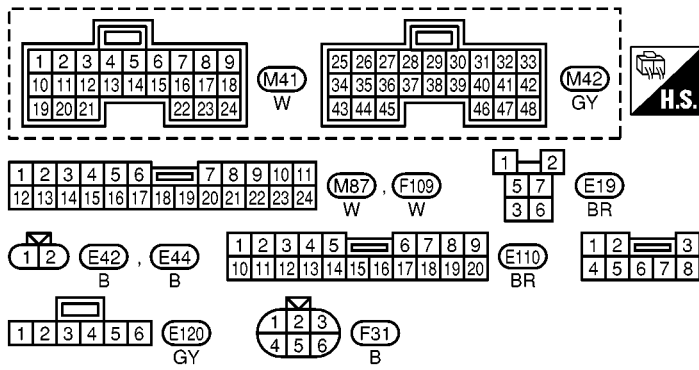 1 2 3 4 5 6 7 8 9
10 11 12 13 14 15 16 17 18
19 20 21 22 23 24
M41
W
25 26 27 28 29 30 31 32 33
34 35 36 37 38 39 40 41 42
43 44 45 46 47 48
M42
GY
H.S.
1 2 3 4 5 6 7 8 9 10 11
12 13 14 15 16 17 18 19 20 21 22 23 24
M87 , F109
W W
1 2
5 7
3 6
E19
BR
1 2
E42 , E44
B B
1 2 3 4 5 6 7 8 9
10 11 12 13 14 15 16 17 18 19 20
E110
BR
1 2 3
4 5 6 7 8
1 2 3 4 5 6
E120
GY
1 2 3
4 5 6
F31
B